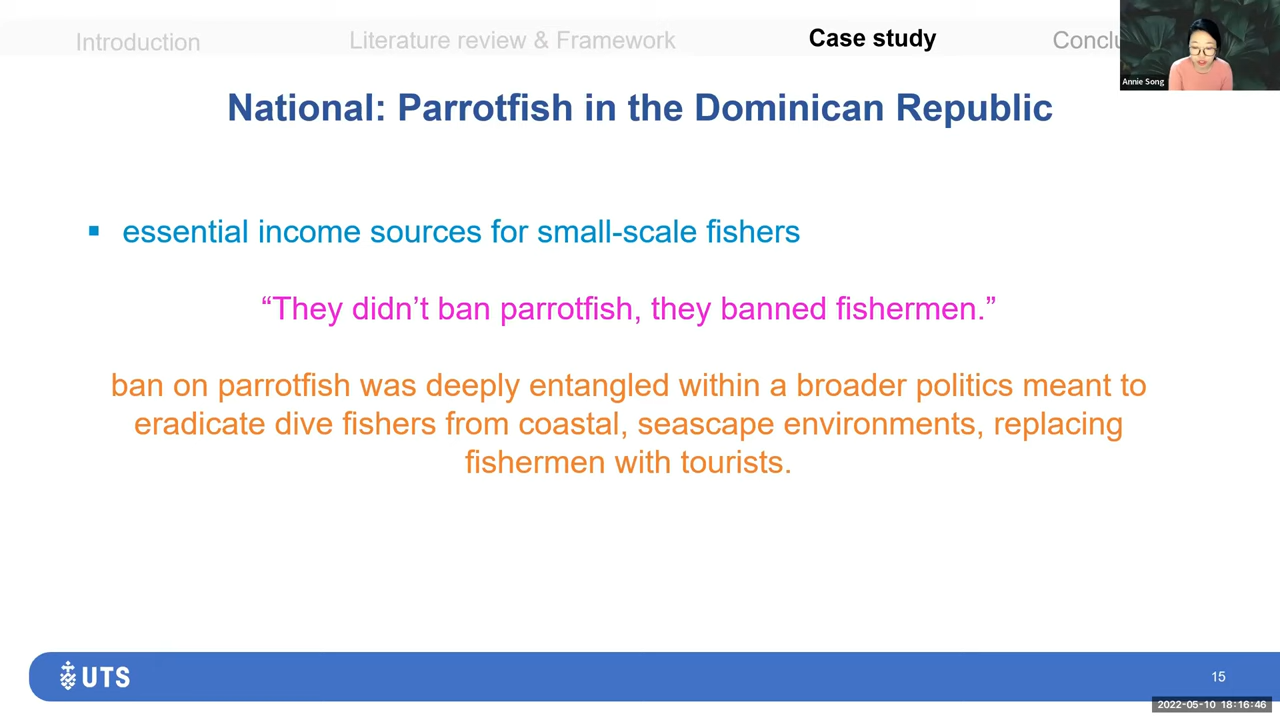 Introduction
Literature review & Framework
Case study
Conclu
Annie Song
National: Parrotfish in the Dominican Republic
▪ essential income sources for small-scale fishers
“They didn’t ban parrotfish, they banned fishermen.”
ban on parrotfish was deeply entangled within a broader politics meant to
eradicate dive fishers from coastal, seascape environments, replacing
fishermen with tourists.
UTS
15
2022-05-10 18:16:46